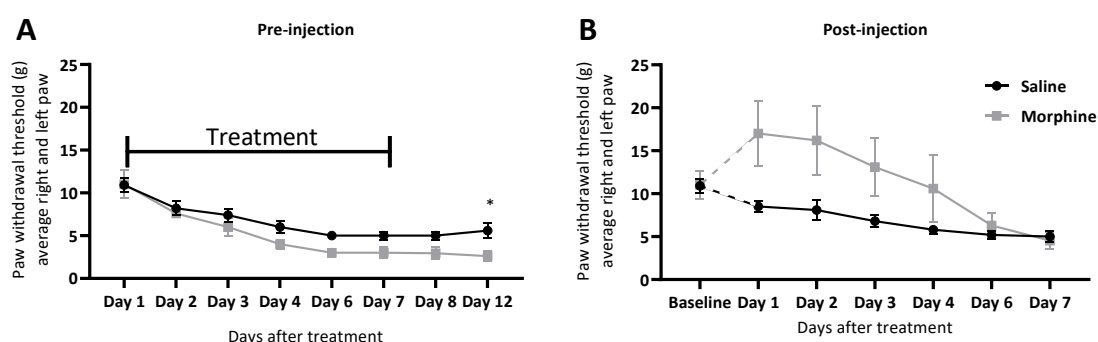 A
Pre-injection
Paw withdrawal threshold (g)
average right and left paw
25
20
15
10
5
0
Treatment
*
Day 1 Day 2 Day 3 Day 4 Day 6 Day 7 Day 8 Day 12
Days after treatment
B
Post-injection
Paw withdrawal threshold (g)
average right and left paw
25
20
15
10
5
0
Saline
Morphine
Baseline Day 1 Day 2 Day 3 Day 4 Day 6 Day 7
Days after treatment